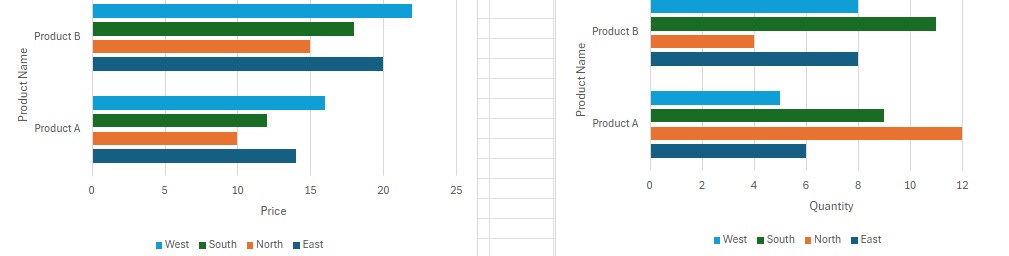 Product Name
Product B
Product A
0 5 10 15 20 25
Price
West South North East
Product Name
Product B
Product A
0 2 4 6 8 10 12
Quantity
West South North East